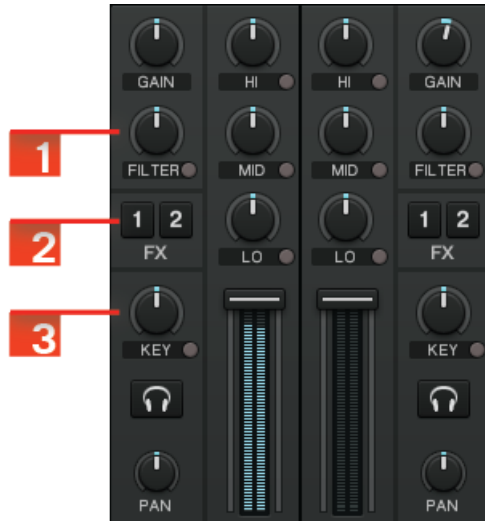 GAIN HI HI GAIN
1 FILTER MID MID FILTER
2 1 2 LO LO 1 2
FX FX
3 KEY KEY
PAN PAN